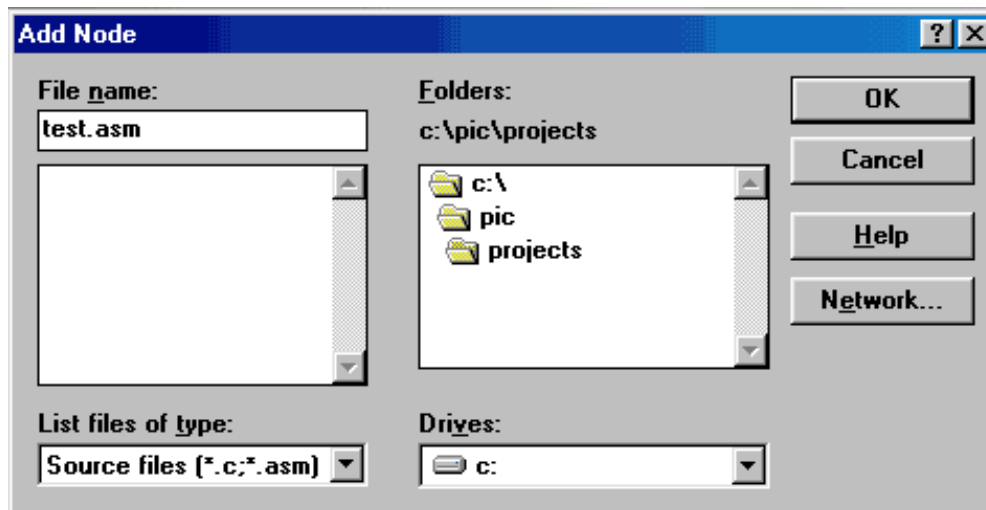 Add Node
File name:
test.asm
Folders:
c:\pic\projects
c:\
pic
projects
OK
Cancel
Help
Network...
List files of type:
Source files (*.c;*.asm)
Drives:
c: